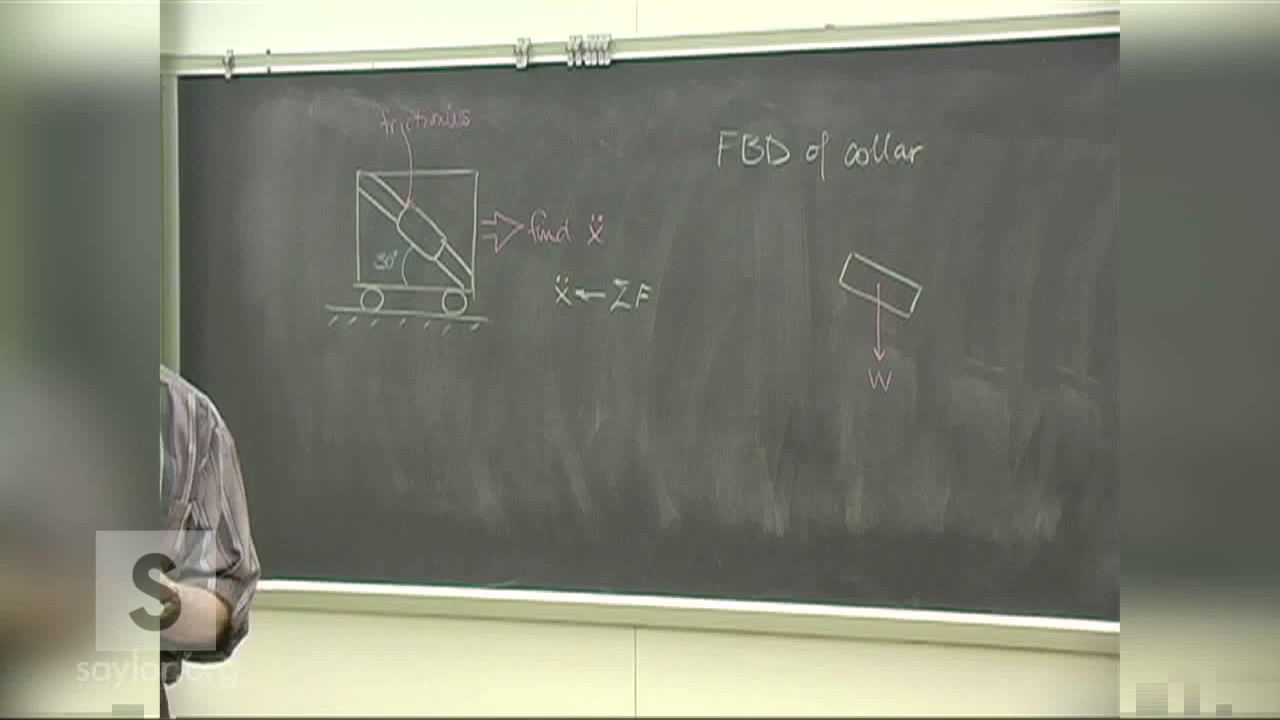 frictionless
FBD of collar
find ẍ
30°
ẍ ← ΣF
W
S
saylor.org